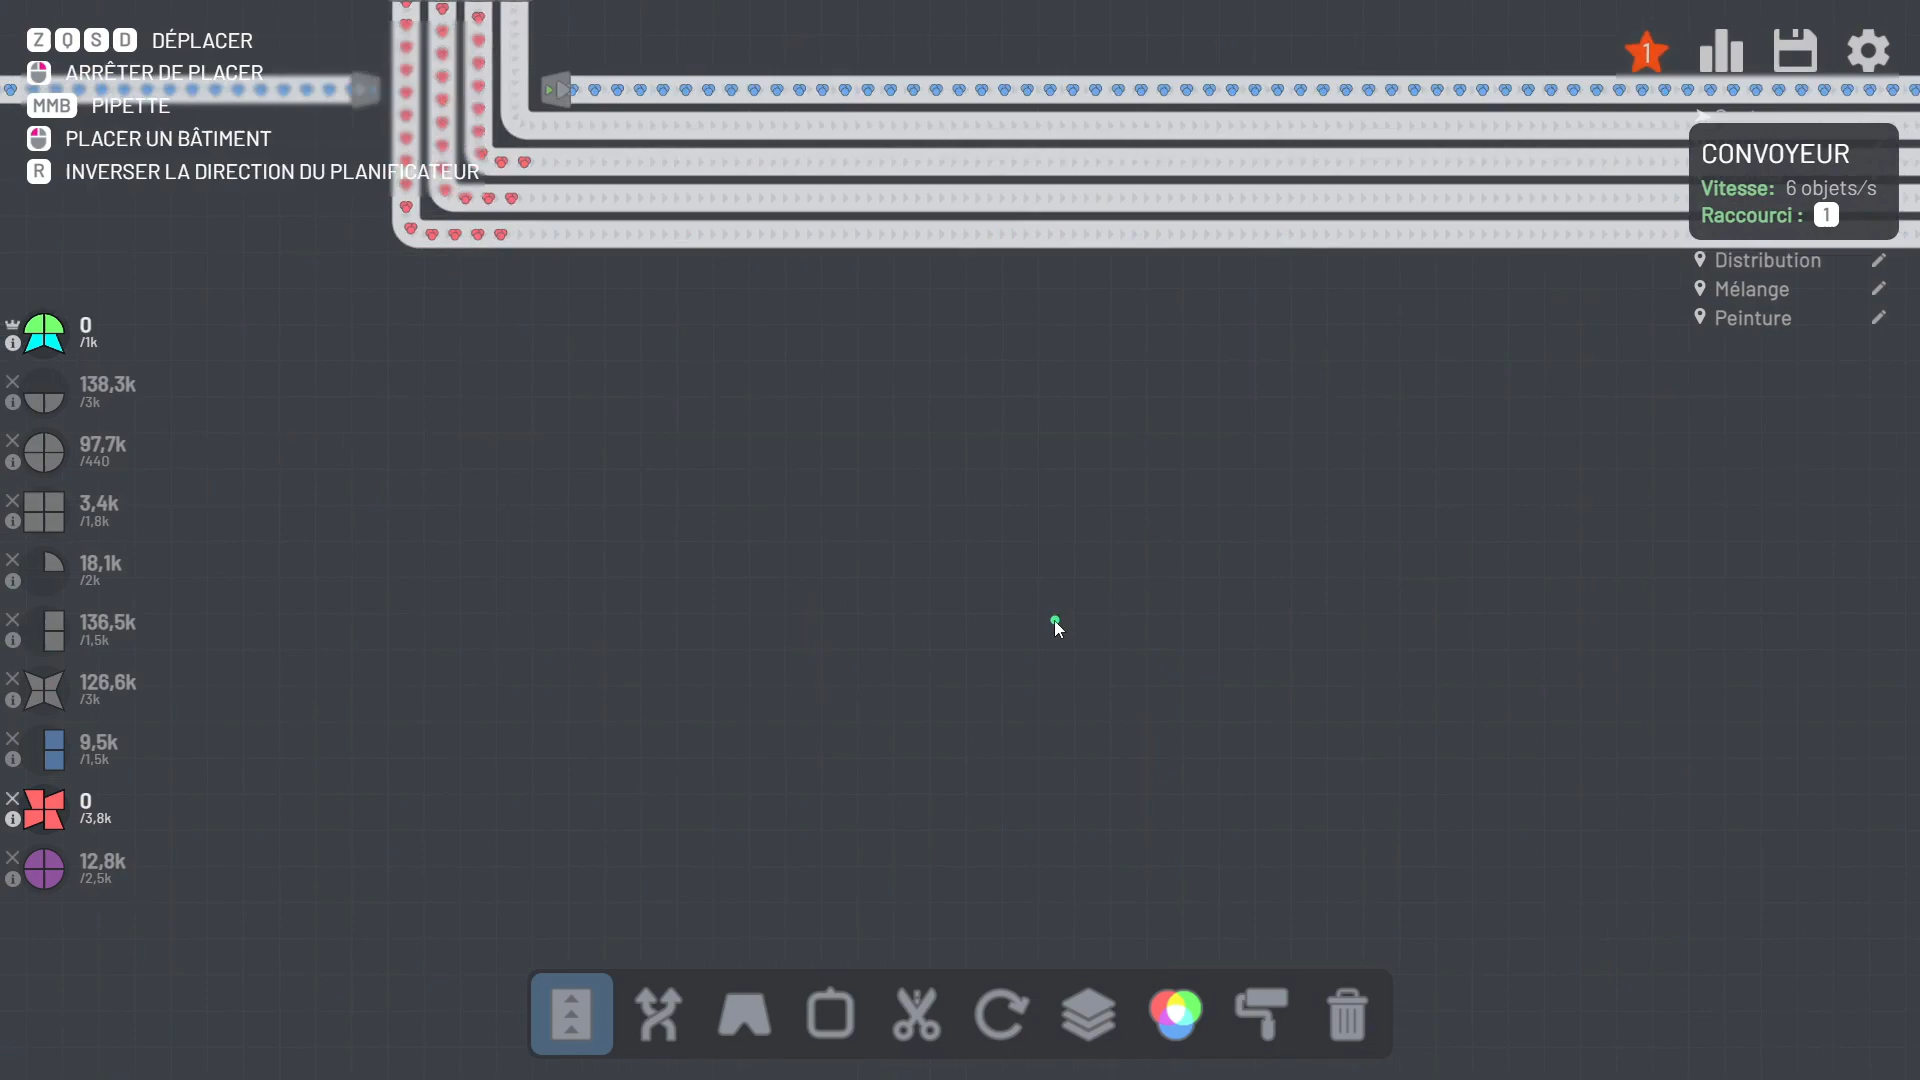 Z Q S D DÉPLACER
ARRÊTER DE PLACER
MMB PIPETTE
PLACER UN BÂTIMENT
R INVERSER LA DIRECTION DU PLANIFICATEUR
1
CONVOYEUR
Vitesse: 6 objets/s
Raccourci : 1
Distribution
Mélange
Peinture
0
/1k
138,3k
/3k
97,7k
/440
3,4k
/1,8k
18,1k
/2k
136,5k
/1,5k
126,6k
/3k
9,5k
/1,5k
0
/3,8k
12,8k
/2,5k